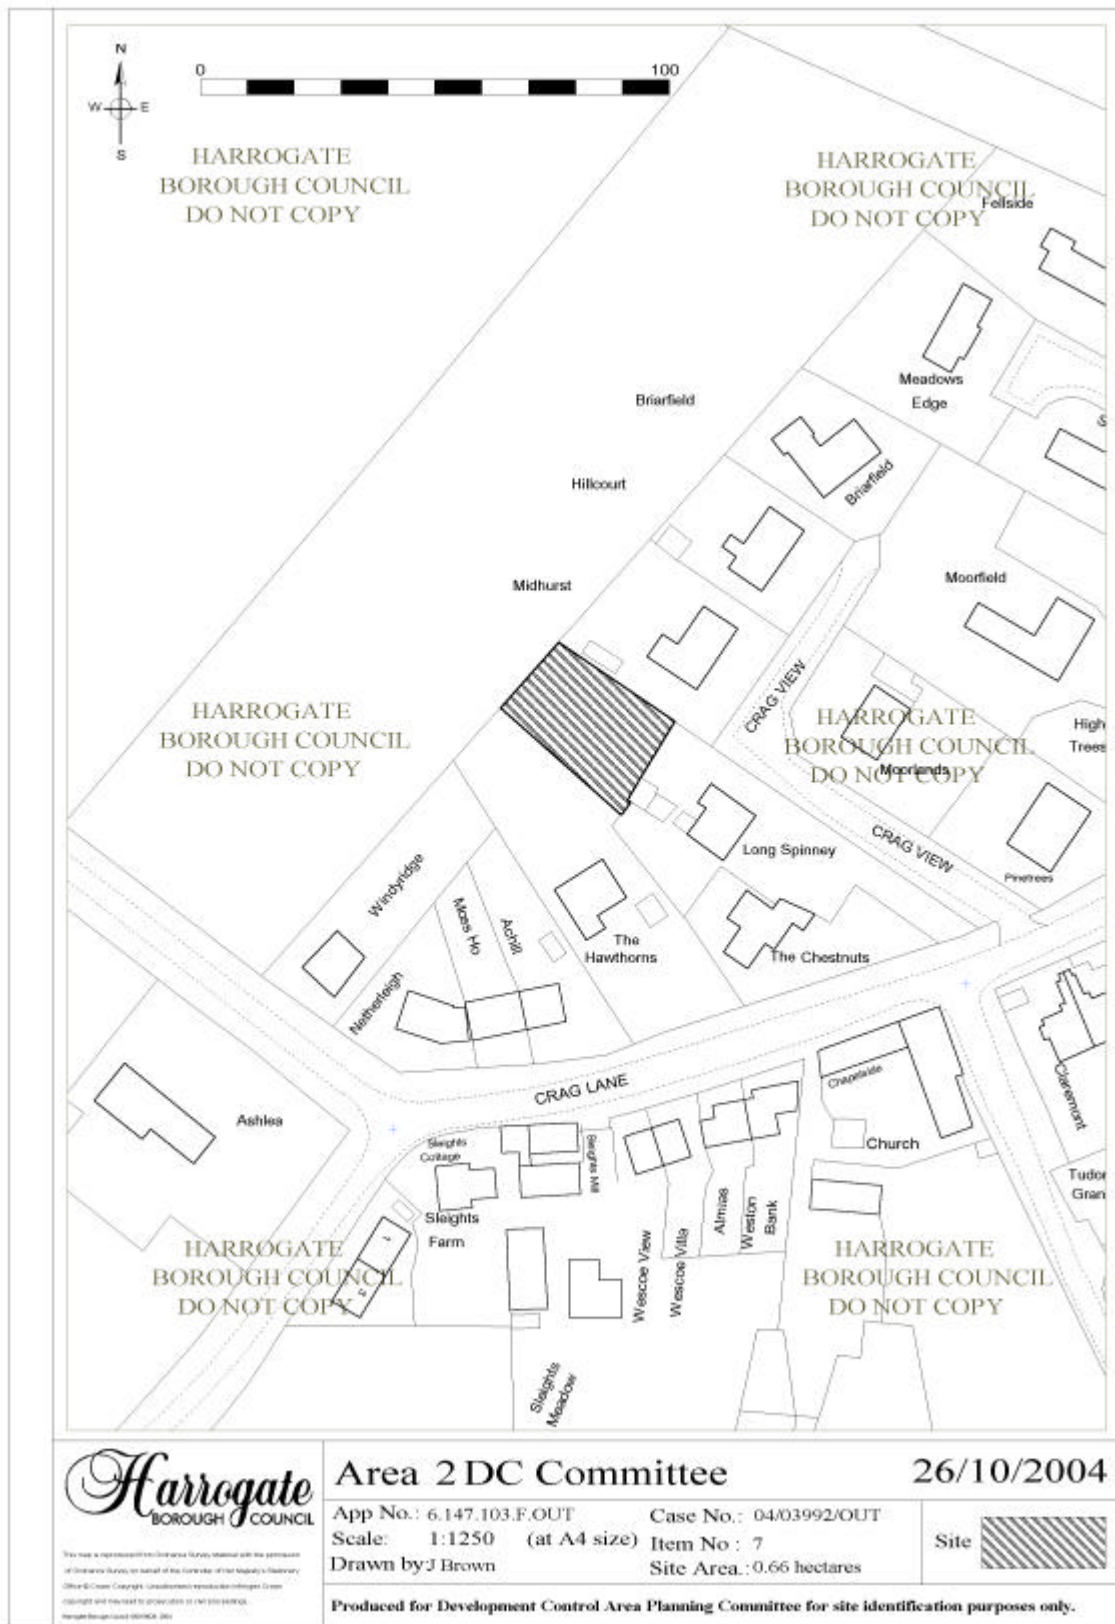 N
W E
S
0 100
HARROGATE
BOROUGH COUNCIL
DO NOT COPY
HARROGATE
BOROUGH COUNCIL
DO NOT COPY
Fellside
Meadows
Edge
Briarfield
Briarfield
Hillcourt
Midhurst
Moorfield
CRAG VIEW
HARROGATE
BOROUGH COUNCIL
DO NOT COPY
HARROGATE
BOROUGH COUNCIL
DO NOT COPY
Moorlands
High
Trees
CRAG VIEW
Long Spinney
Pinetrees
Windyridge
Moss Ho
Achill
The
Hawthorns
The Chestnuts
Netherleigh
CRAG LANE
Chapelside
Claremont
Ashlea
Church
Sleights
Cottage
Sleights Mill
Tudor
Gran
Sleights
Farm
Almias
Weston
Bank
Wescoe View
Wescoe Villa
1
3
HARROGATE
BOROUGH COUNCIL
DO NOT COPY
HARROGATE
BOROUGH COUNCIL
DO NOT COPY
Sleights
Meadow
Harrogate
BOROUGH COUNCIL
Area 2 DC Committee 26/10/2004
App No.: 6.147.103.F.OUT Case No.: 04/03992/OUT
Scale: 1:1250 (at A4 size) Item No : 7
Drawn by: J Brown Site Area.: 0.66 hectares
Site
Produced for Development Control Area Planning Committee for site identification purposes only.